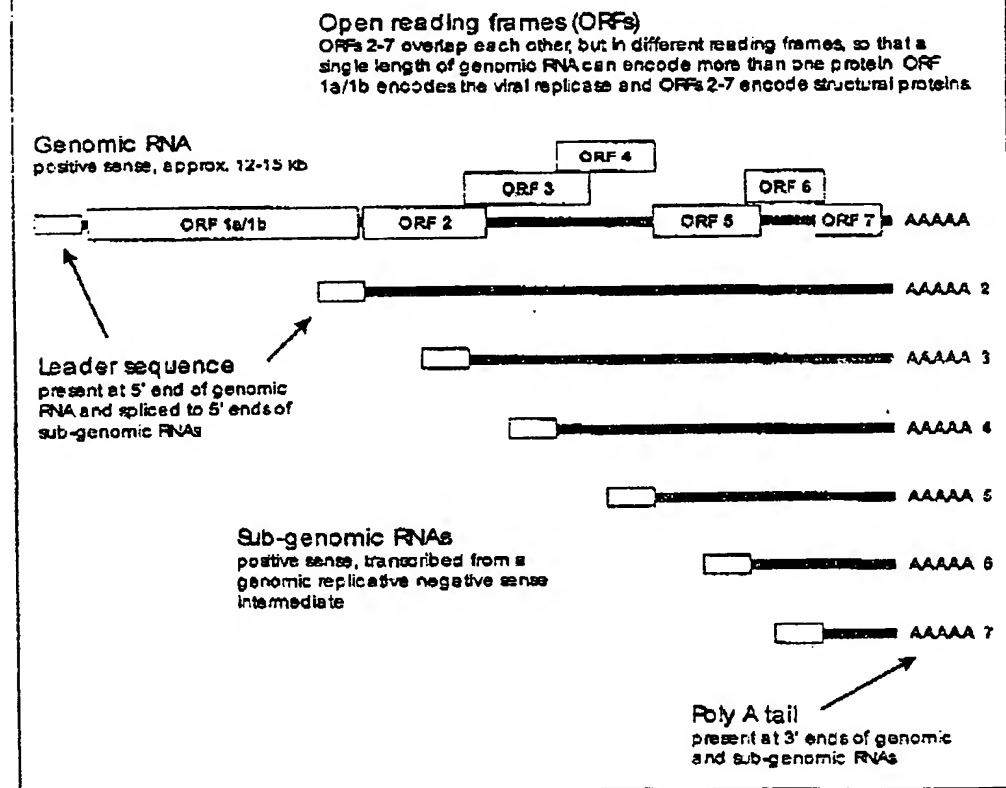 Open reading frames (ORFs)
ORFs 2-7 overlap each other, but in different reading frames, so that a
single length of genomic RNA can encode more than one protein ORF
1a/1b encodes the viral replicase and ORFs 2-7 encode structural proteins
Genomic RNA
positive sense, approx. 12-15 Kb
ORF 4
ORF 3
ORF 6
ORF 1a/1b ORF 2 ORF 5 ORF 7 AAAAA
AAAAA 2
AAAAA 3
AAAAA 4
AAAAA 5
AAAAA 6
AAAAA 7
Leader sequence
present at 5' end of genomic
RNA and spliced to 5' ends of
sub-genomic RNAs
Sub-genomic RNAs
positive sense, transcribed from a
genomic replicative negative sense
intermediate
Poly A tail
present at 3' ends of genomic
and sub-genomic RNAs